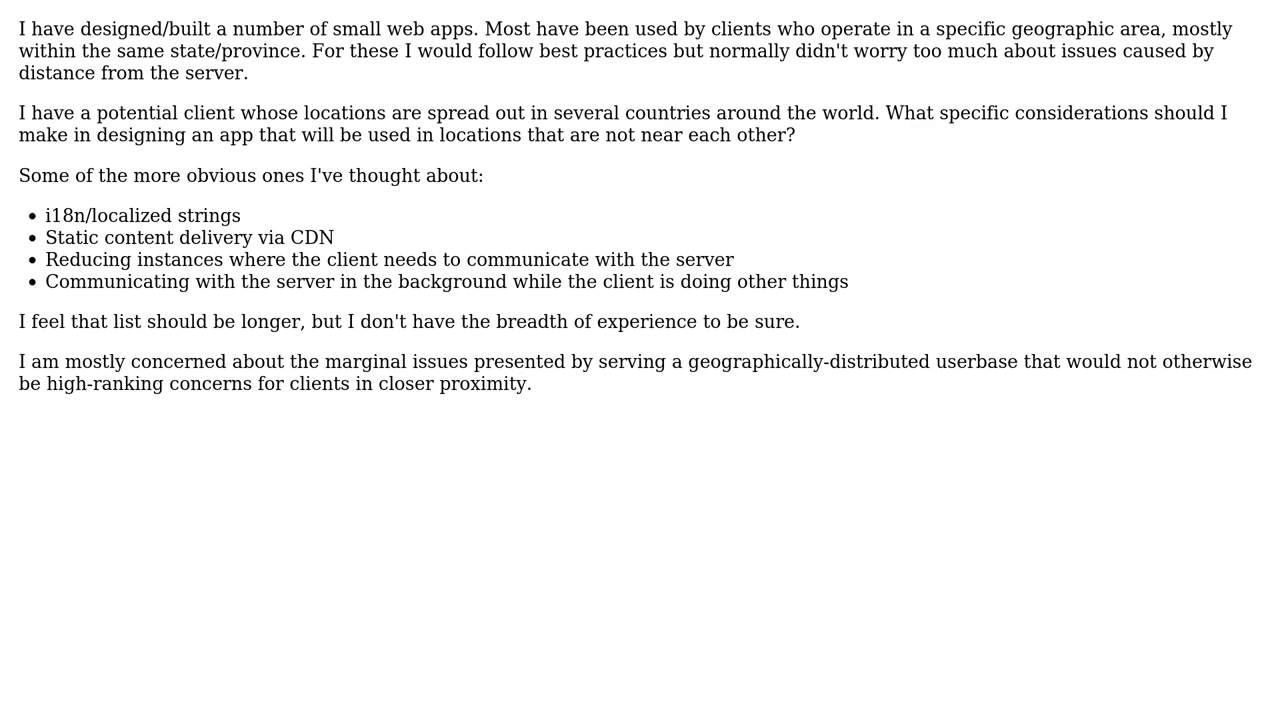 I have designed/built a number of small web apps. Most have been used by clients who operate in a specific geographic area, mostly
within the same state/province. For these I would follow best practices but normally didn't worry too much about issues caused by
distance from the server.
I have a potential client whose locations are spread out in several countries around the world. What specific considerations should I
make in designing an app that will be used in locations that are not near each other?
Some of the more obvious ones I've thought about:
• i18n/localized strings
• Static content delivery via CDN
• Reducing instances where the client needs to communicate with the server
• Communicating with the server in the background while the client is doing other things
I feel that list should be longer, but I don't have the breadth of experience to be sure.
I am mostly concerned about the marginal issues presented by serving a geographically-distributed userbase that would not otherwise
be high-ranking concerns for clients in closer proximity.